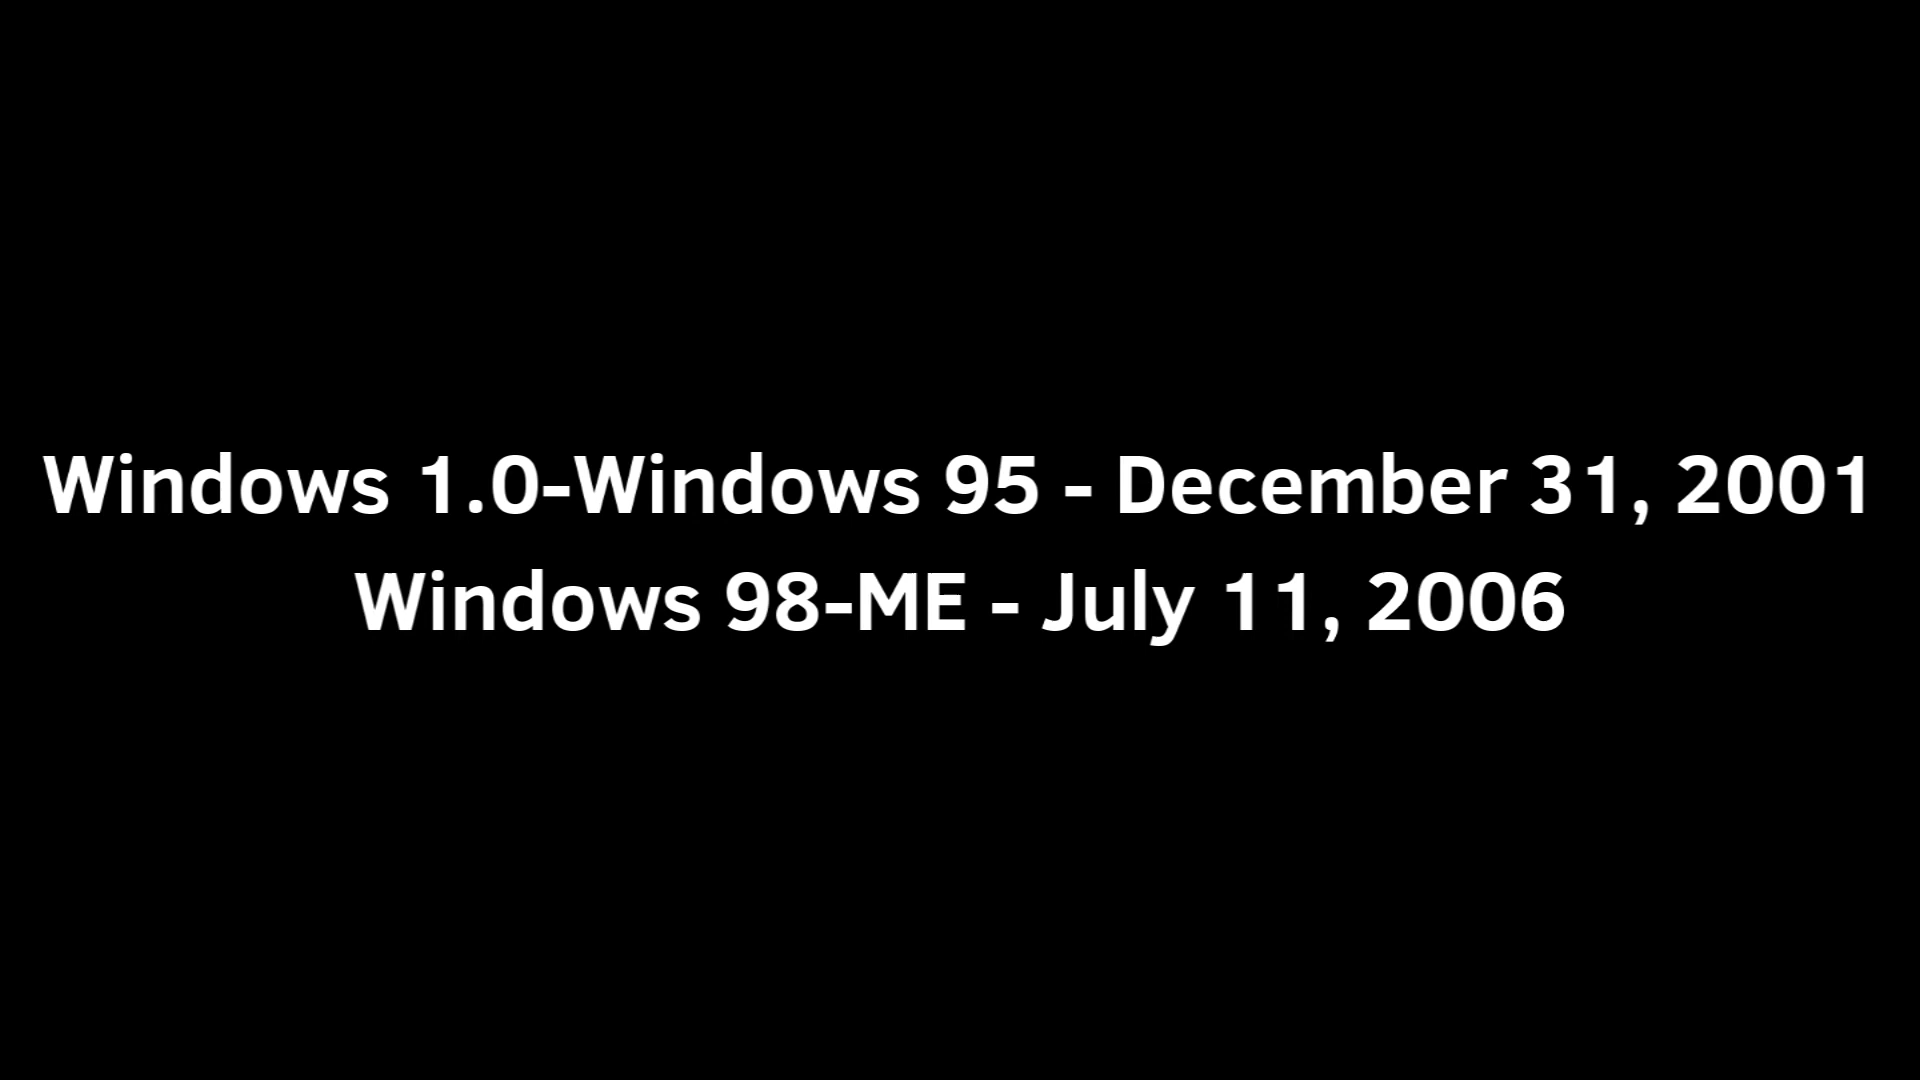 Windows 1.0-Windows 95 - December 31, 2001
Windows 98-ME - July 11, 2006